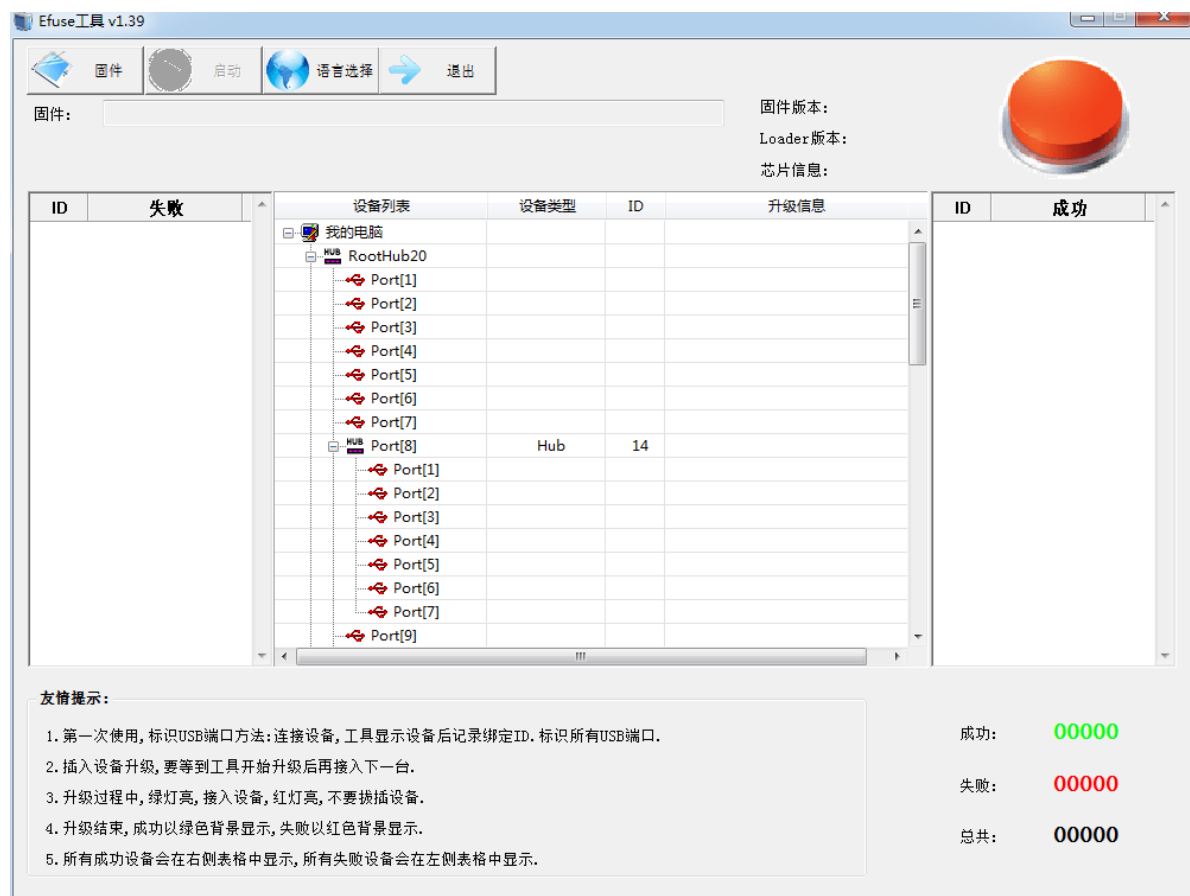 Efuse工具 v1.39
固件 启动 语言选择 退出
固件:
固件版本:
Loader版本:
芯片信息:
ID 失败
设备列表 设备类型 ID 升级信息
ID 成功
我的电脑
HUB RootHub20
Port[1]
Port[2]
Port[3]
Port[4]
Port[5]
Port[6]
Port[7]
HUB Port[8] Hub 14
Port[1]
Port[2]
Port[3]
Port[4]
Port[5]
Port[6]
Port[7]
Port[9]
友情提示:
1.第一次使用,标识USB端口方法:连接设备,工具显示设备后记录绑定ID.标识所有USB端口.
2.插入设备升级,要等到工具开始升级后再接入下一台.
3.升级过程中,绿灯亮,接入设备,红灯亮,不要拔插设备.
4.升级结束,成功以绿色背景显示,失败以红色背景显示.
5.所有成功设备会在右侧表格中显示,所有失败设备会在左侧表格中显示.
成功: 00000
失败: 00000
总共: 00000